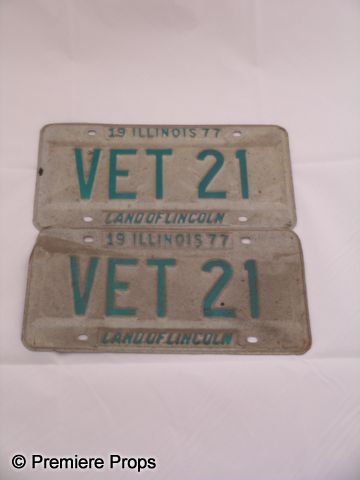 19 ILLINOIS 77
VET 21
LAND OF LINCOLN
19 ILLINOIS 77
VET 21
LAND OF LINCOLN
© Premiere Props